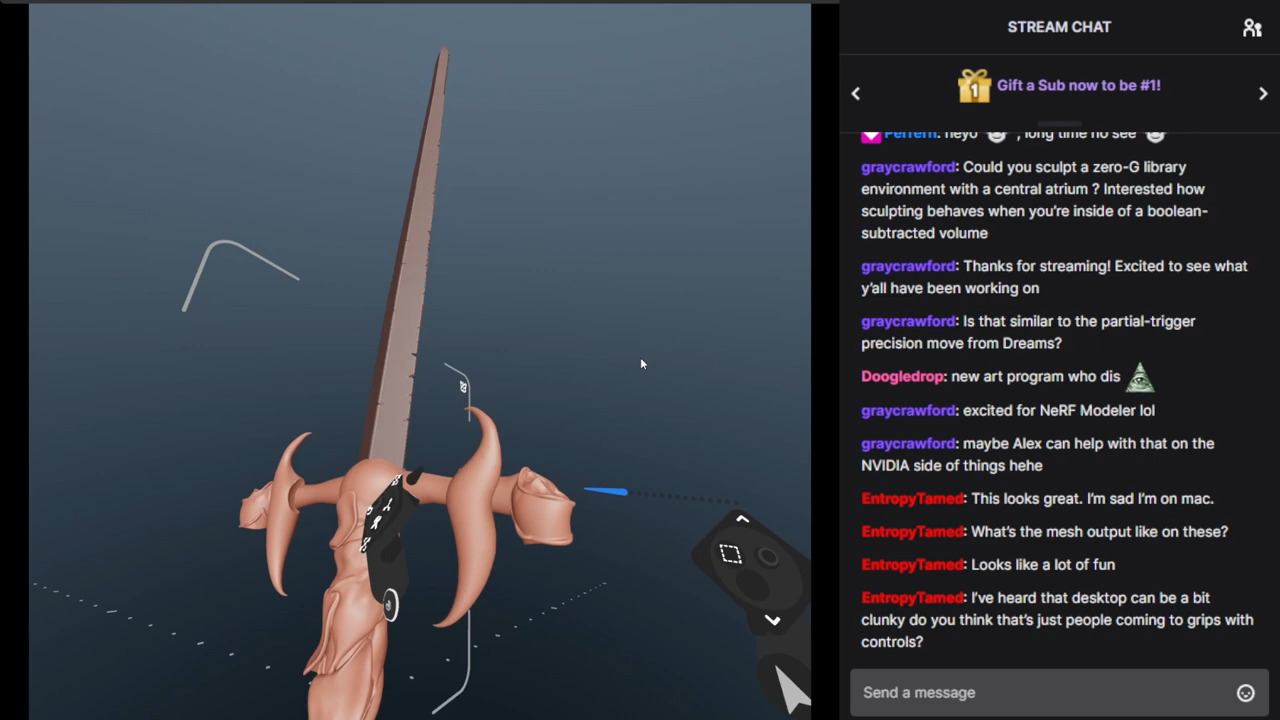 STREAM CHAT
1
Gift a Sub now to be #1!
Perfern: heyo , long time no see
graycrawford: Could you sculpt a zero-G library
environment with a central atrium ? Interested how
sculpting behaves when you're inside of a boolean-
subtracted volume
graycrawford: Thanks for streaming! Excited to see what
y'all have been working on
graycrawford: Is that similar to the partial-trigger
precision move from Dreams?
Doogledrop: new art program who dis
graycrawford: excited for NeRF Modeler lol
graycrawford: maybe Alex can help with that on the
NVIDIA side of things hehe
EntropyTamed: This looks great. I'm sad I'm on mac.
EntropyTamed: What's the mesh output like on these?
EntropyTamed: Looks like a lot of fun
EntropyTamed: I've heard that desktop can be a bit
clunky do you think that's just people coming to grips with
controls?
Send a message